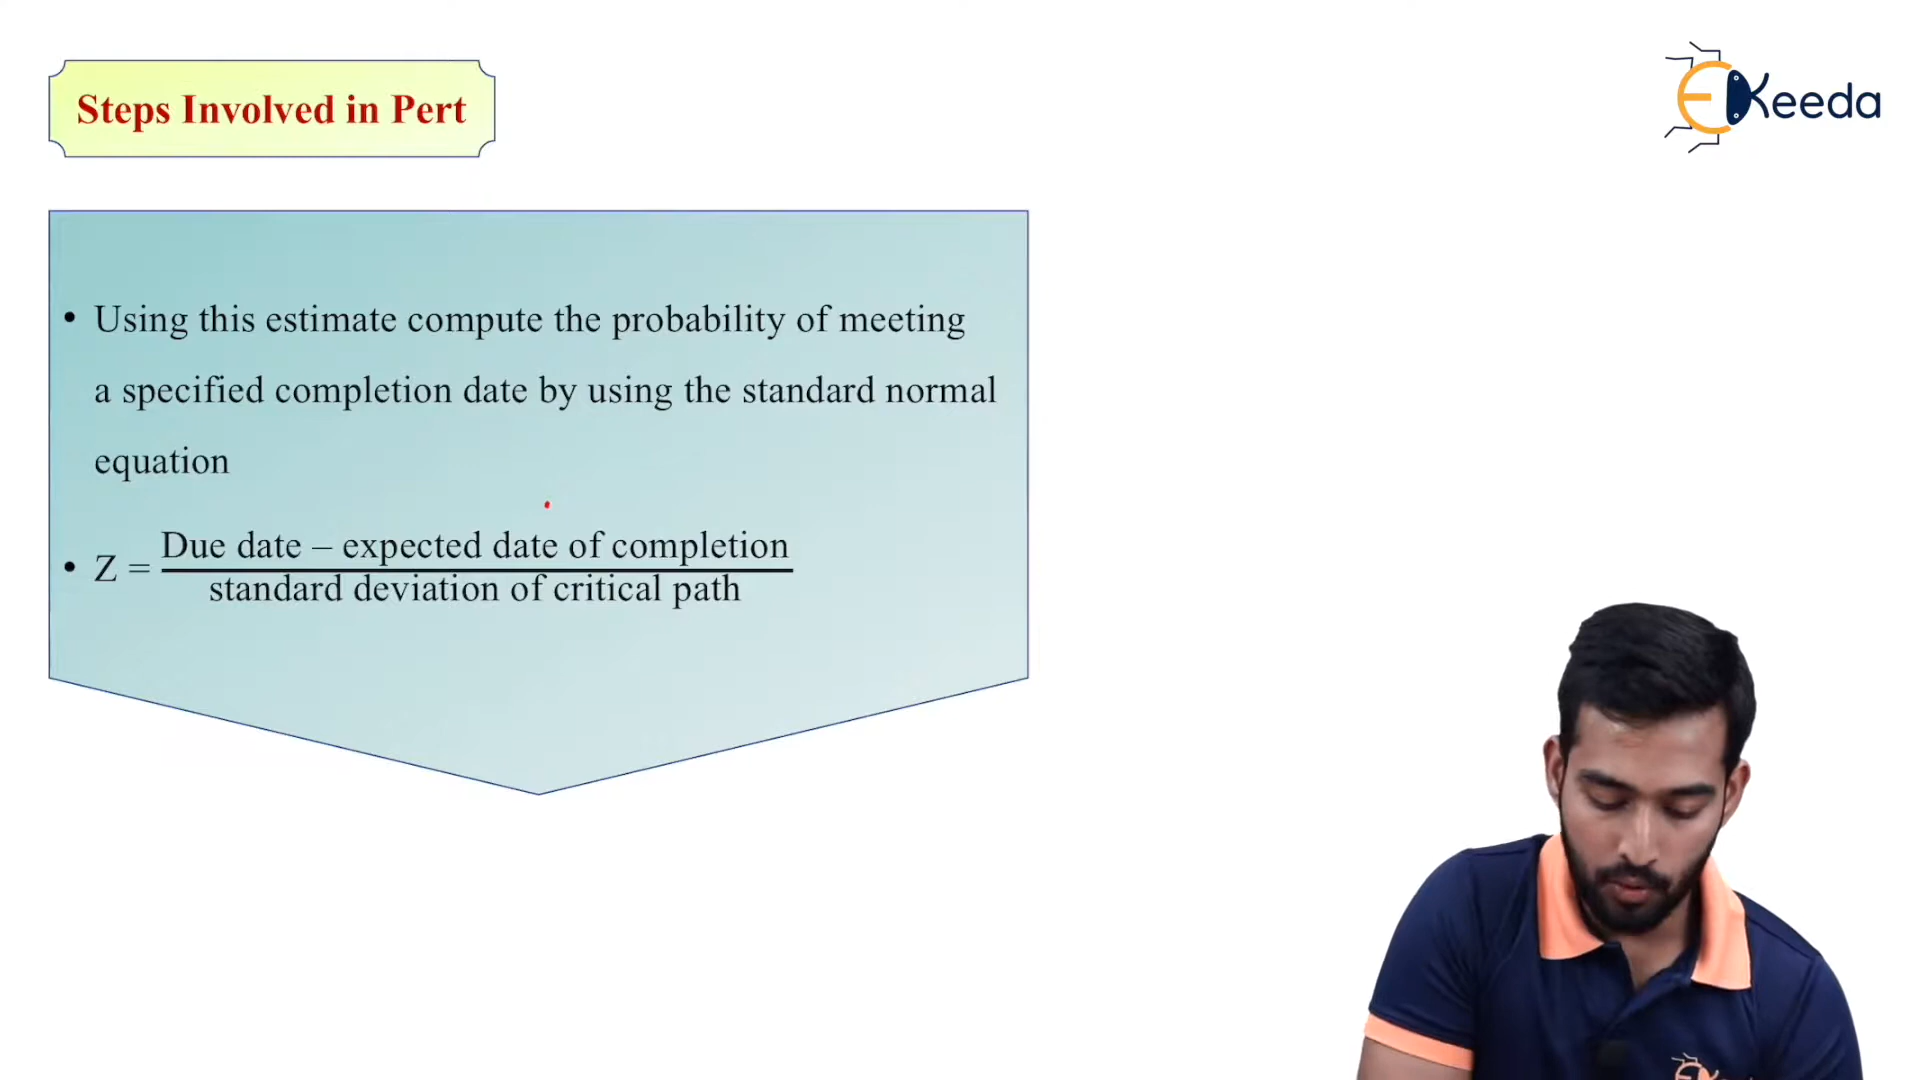 Steps Involved in Pert
EKeeda
• Using this estimate compute the probability of meeting
a specified completion date by using the standard normal
equation
• Z = Due date – expected date of completion
standard deviation of critical path